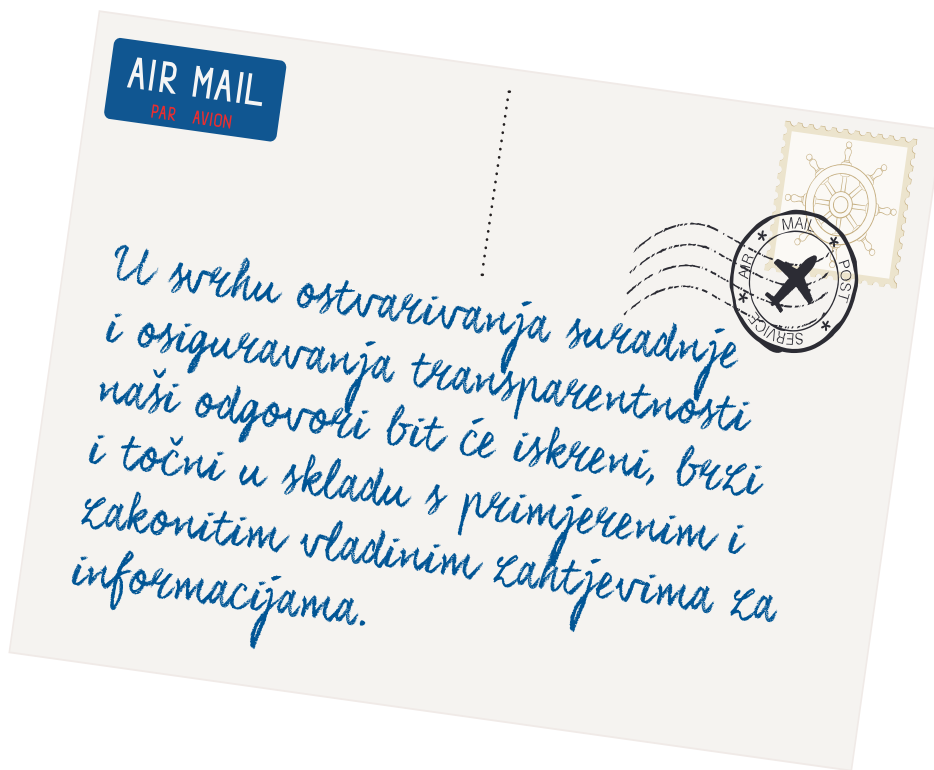 AIR MAIL
PAR AVION
MAIL
AIR
POST
SERVICE
U svrhu ostvarivanja suradnje
i osiguravanja transparentnosti
naši odgovori bit će iskreni, brzi
i točni u skladu s primjerenim i
zakonitim vladinim zahtjevima za
informacijama.